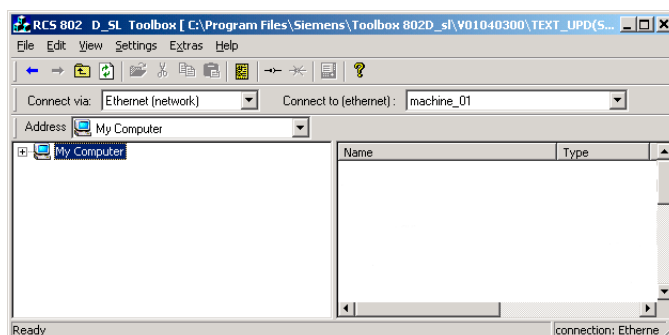 RCS 802 D_SL Toolbox [ C:\Program Files\Siemens\Toolbox 802D_sl\V01040300\TEXT_UPD(S...
File Edit View Settings Extras Help
Connect via: Ethernet (network) Connect to (ethernet) : machine_01
Address My Computer
My Computer Name Type
Ready connection: Etherne